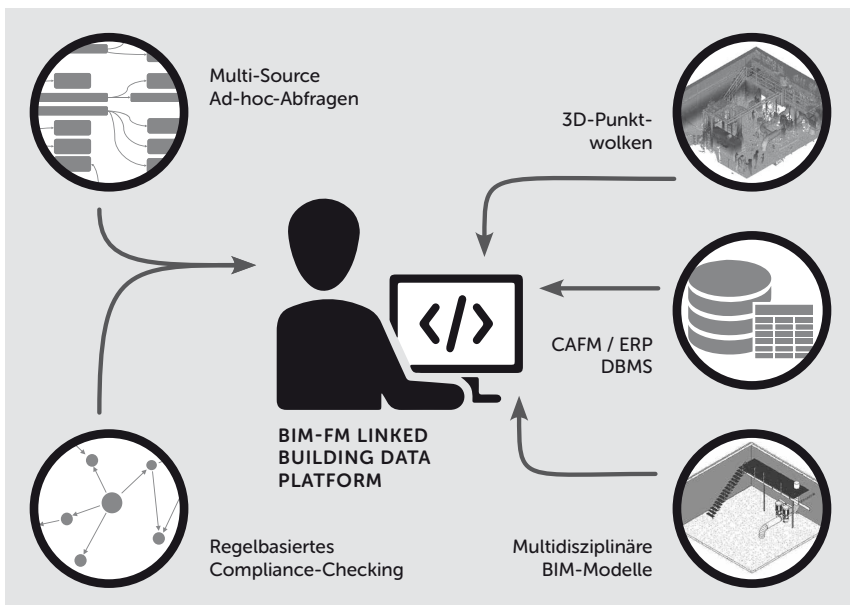 Multi-Source
Ad-hoc-Abfragen
3D-Punkt-
wolken
</>
CAFM / ERP
DBMS
BIM-FM LINKED
BUILDING DATA
PLATFORM
Regelbasiertes
Compliance-Checking
Multidisziplinäre
BIM-Modelle